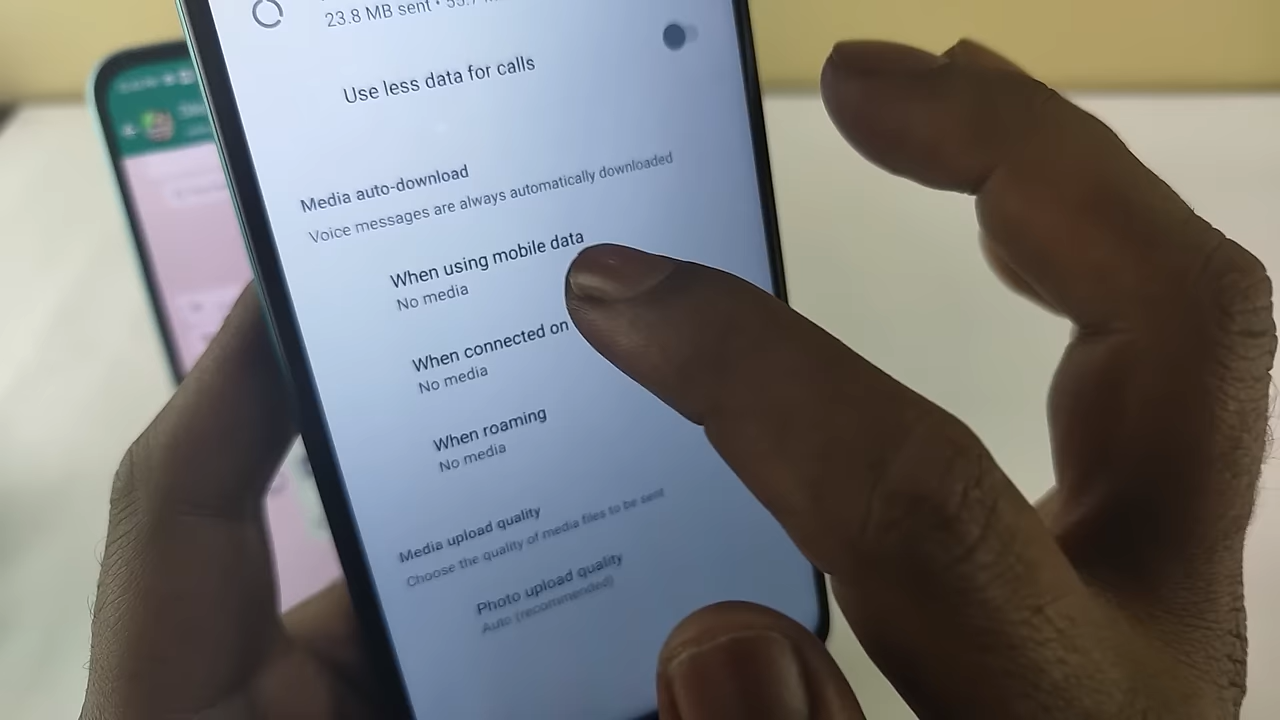 23.8 MB sent •
Use less data for calls
Media auto-download
Voice messages are always automatically downloaded
When using mobile data
No media
When connected on
No media
When roaming
No media
Media upload quality
Choose the quality of media files to be sent
Photo upload quality
Auto (recommended)